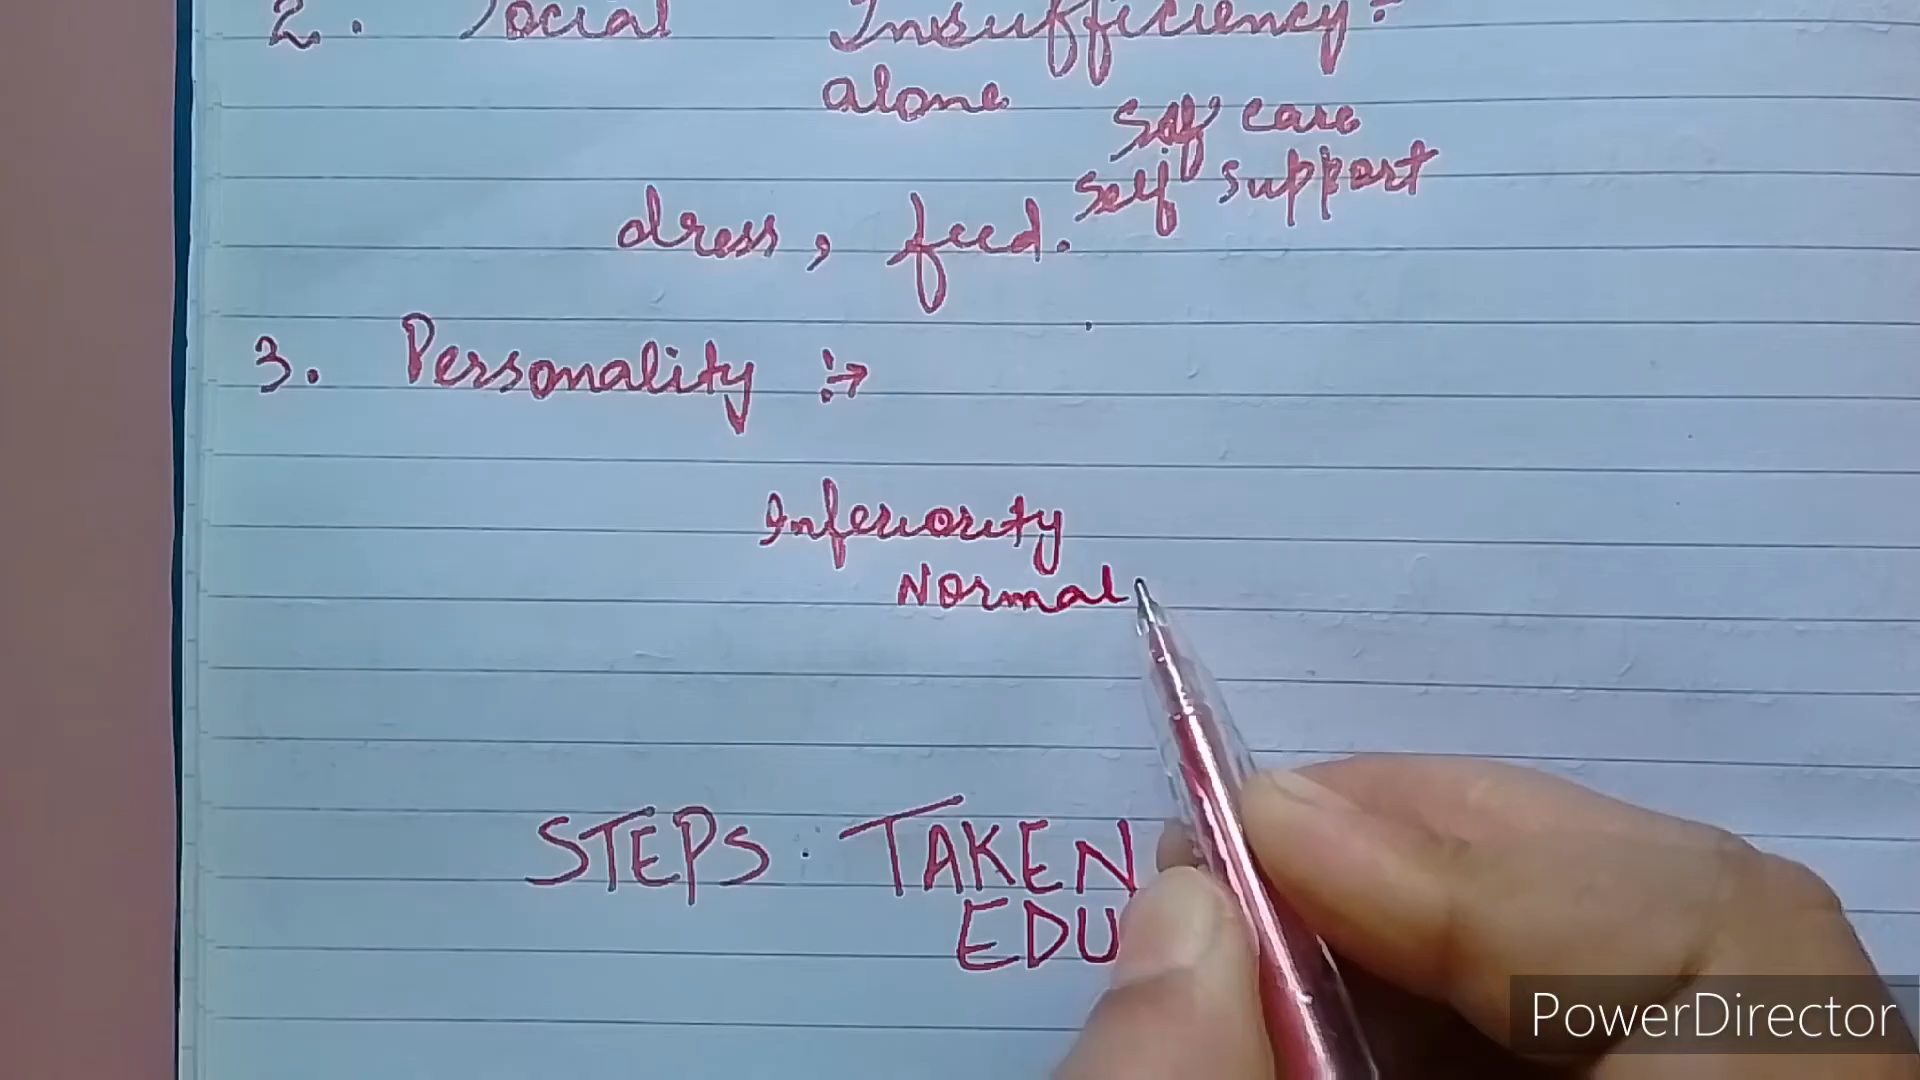 2. Social Insufficiency:
alone
Self care
Self support
dress, feed.
3. Personality :→
Inferiority
Normal
STEPS TAKEN
EDU
PowerDirector